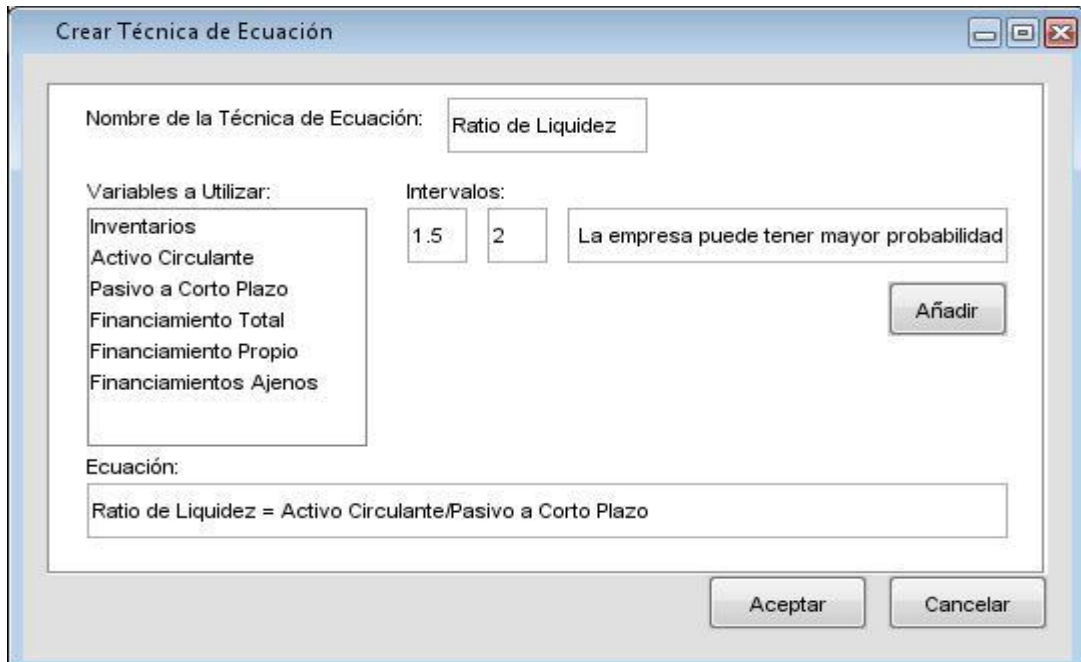 Crear Técnica de Ecuación
Nombre de la Técnica de Ecuación:
Ratio de Liquidez
Variables a Utilizar:
Inventarios
Activo Circulante
Pasivo a Corto Plazo
Financiamiento Total
Financiamiento Propio
Financiamientos Ajenos
Intervalos:
1.5
2
La empresa puede tener mayor probabilidad
Añadir
Ecuación:
Ratio de Liquidez = Activo Circulante/Pasivo a Corto Plazo
Aceptar
Cancelar